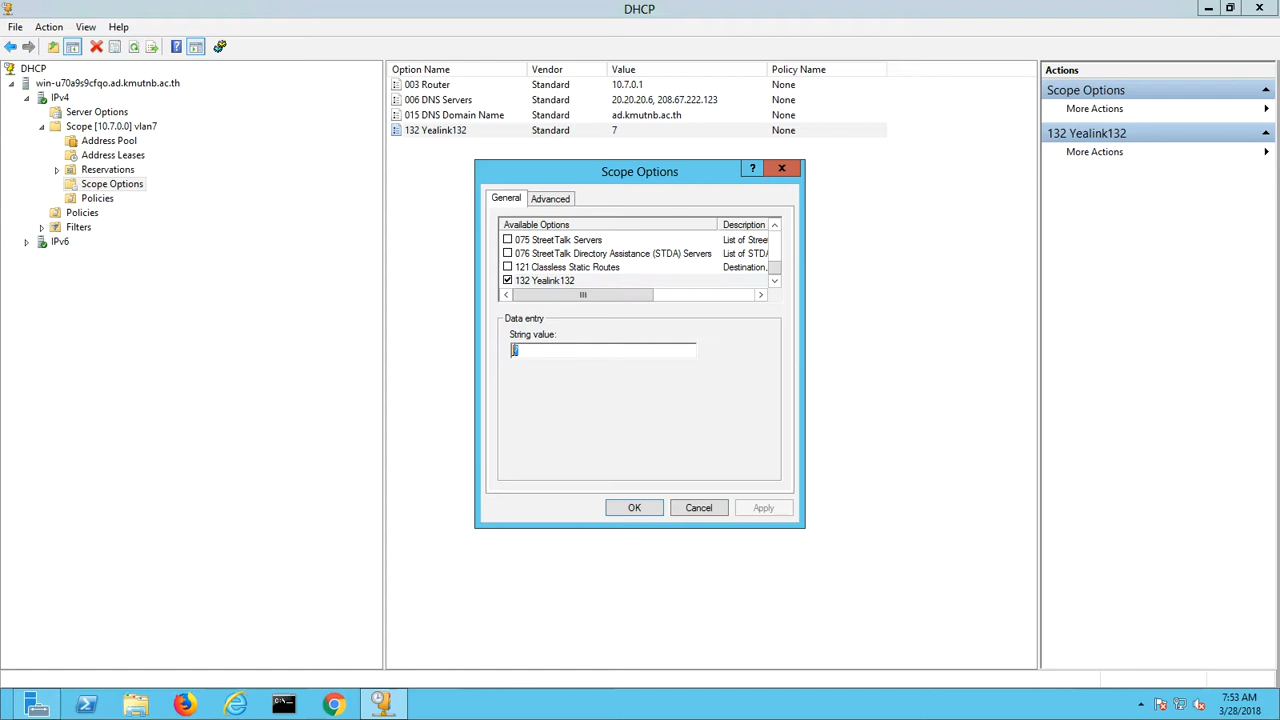 DHCP
File Action View Help
DHCP
win-u70a9s9cfqo.ad.kmutnb.ac.th
IPv4
Server Options
Scope [10.7.0.0] vlan7
Address Pool
Address Leases
Reservations
Scope Options
Policies
Policies
Filters
IPv6
Option Name Vendor Value Policy Name
003 Router Standard 10.7.0.1 None
006 DNS Servers Standard 20.20.20.6, 208.67.222.123 None
015 DNS Domain Name Standard ad.kmutnb.ac.th None
132 Yealink132 Standard 7 None
Scope Options
General Advanced
Available Options Description
075 StreetTalk Servers List of Street
076 StreetTalk Directory Assistance (STDA) Servers List of STDA
121 Classless Static Routes Destination,
132 Yealink132
Data entry
String value:
OK Cancel Apply
Actions
Scope Options
More Actions
132 Yealink132
More Actions
7:53 AM
3/28/2018